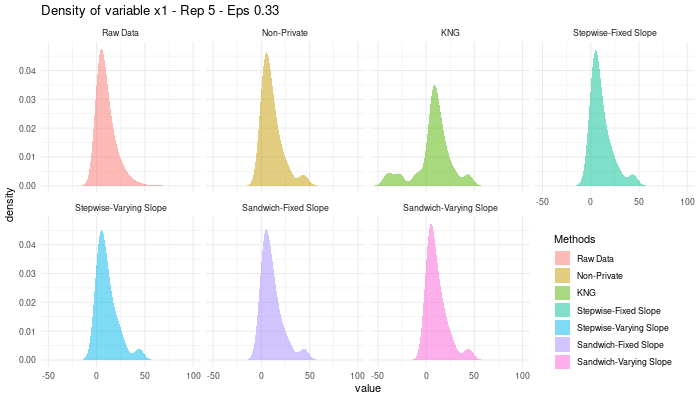 Density of variable x1 - Rep 5 - Eps 0.33
Raw Data
Non-Private
KNG
Stepwise-Fixed Slope
0.04
0.03
0.02
0.01
0.00
-50 0 50 100
density
Stepwise-Varying Slope
Sandwich-Fixed Slope
Sandwich-Varying Slope
0.04
0.03
0.02
0.01
0.00
-50 0 50 100
-50 0 50 100
-50 0 50 100
value
Methods
Raw Data
Non-Private
KNG
Stepwise-Fixed Slope
Stepwise-Varying Slope
Sandwich-Fixed Slope
Sandwich-Varying Slope